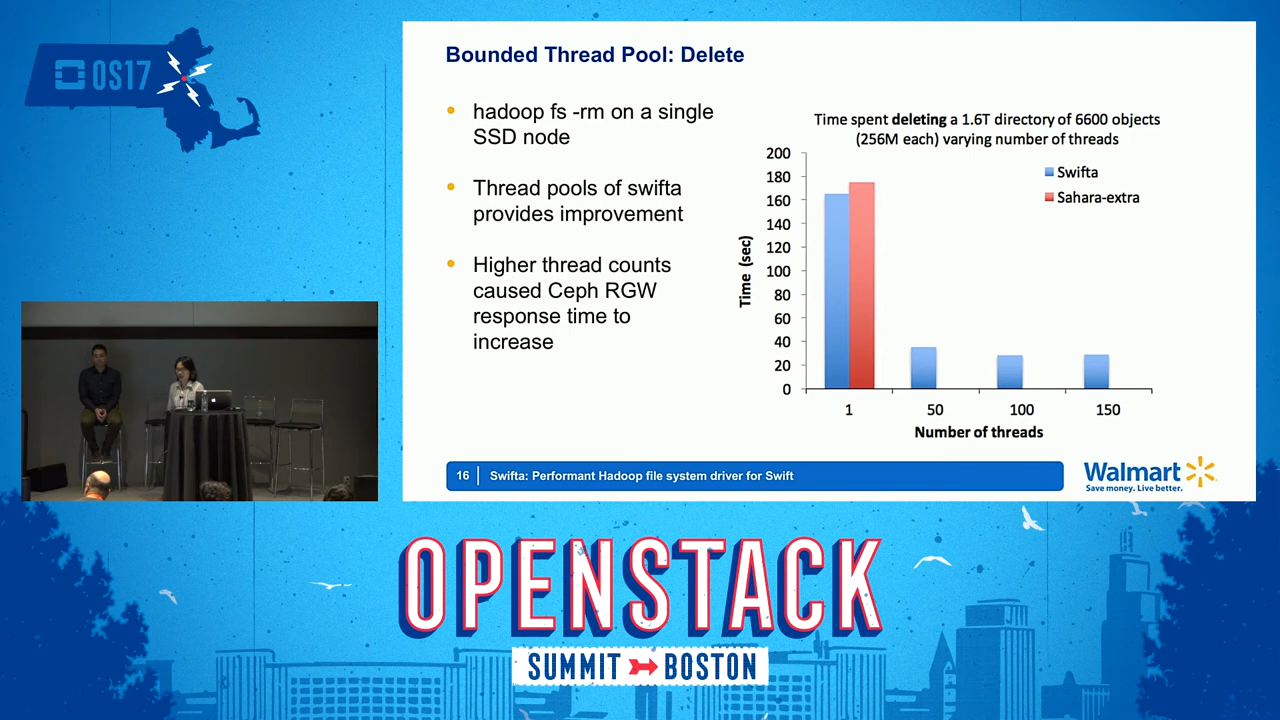 OS17
Bounded Thread Pool: Delete
hadoop fs -rm on a single
SSD node
Thread pools of swifta
provides improvement
Higher thread counts
caused Ceph RGW
response time to
increase
Time spent deleting a 1.6T directory of 6600 objects
(256M each) varying number of threads
200
180
160
140
120
100
80
60
40
20
0
Time (sec)
Swifta
Sahara-extra
1 50 100 150
Number of threads
16 Swifta: Performant Hadoop file system driver for Swift
Walmart
Save money. Live better.
OPENSTACK
SUMMIT BOSTON